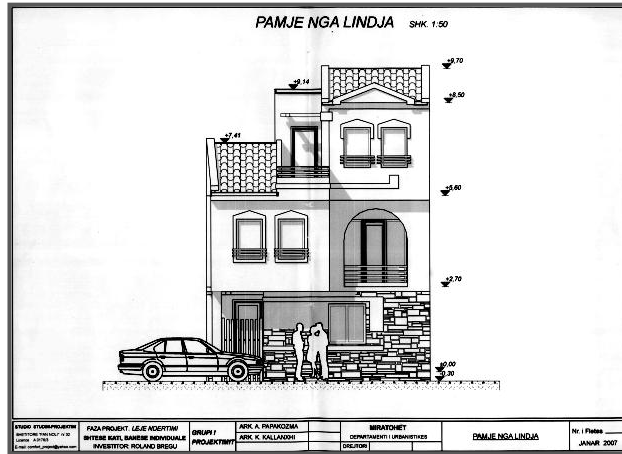 PAMJE NGA LINDJA SHK. 1:50
+9,70
+9,14
+8,50
+7,41
+5,60
+2,70
±0,00
-0,30
STUDIO STUDIM-PROJEKTIM
FAZA PROJEKT. LEJE NDERTIMI
SHTESE KATI, BANESE INDIVIDUALE
INVESTITOR: ROLAND BREGU
GRUPI I
PROJEKTIMIT
ARK. A. PAPAKOZMA
ARK. K. KALLANXHI
MIRATOHET
DEPARTAMENTI I URBANISTIKES
DREJTORI
PAMJE NGA LINDJA
Nr. i Fletes
JANAR 2007